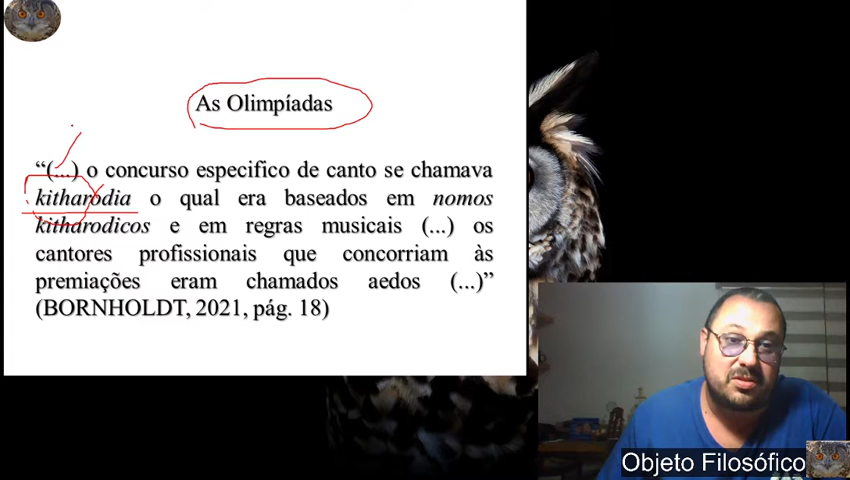 As Olimpíadas
“(...) o concurso especifico de canto se chamava
kitharodia o qual era baseados em nomos
kitharodicos e em regras musicais (...) os
cantores profissionais que concorriam às
premiações eram chamados aedos (...)”
(BORNHOLDT, 2021, pág. 18)
Objeto Filosófico